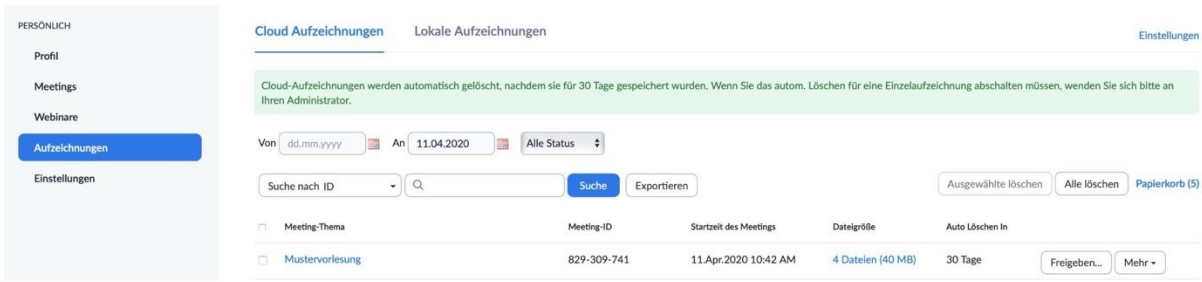 PERSÖNLICH
Profil
Meetings
Webinare
Aufzeichnungen
Einstellungen
Cloud Aufzeichnungen Lokale Aufzeichnungen
Einstellungen
Cloud-Aufzeichnungen werden automatisch gelöscht, nachdem sie für 30 Tage gespeichert wurden. Wenn Sie das autom. Löschen für eine Einzelaufzeichnung abschalten müssen, wenden Sie sich bitte an
Ihren Administrator.
Von dd.mm.yyyy An 11.04.2020 Alle Status
Suche nach ID Suche Exportieren Ausgewählte löschen Alle löschen Papierkorb (5)
Meeting-Thema Meeting-ID Startzeit des Meetings Dateigröße Auto Löschen In
Mustervorlesung 829-309-741 11.Apr.2020 10:42 AM 4 Dateien (40 MB) 30 Tage Freigeben... Mehr